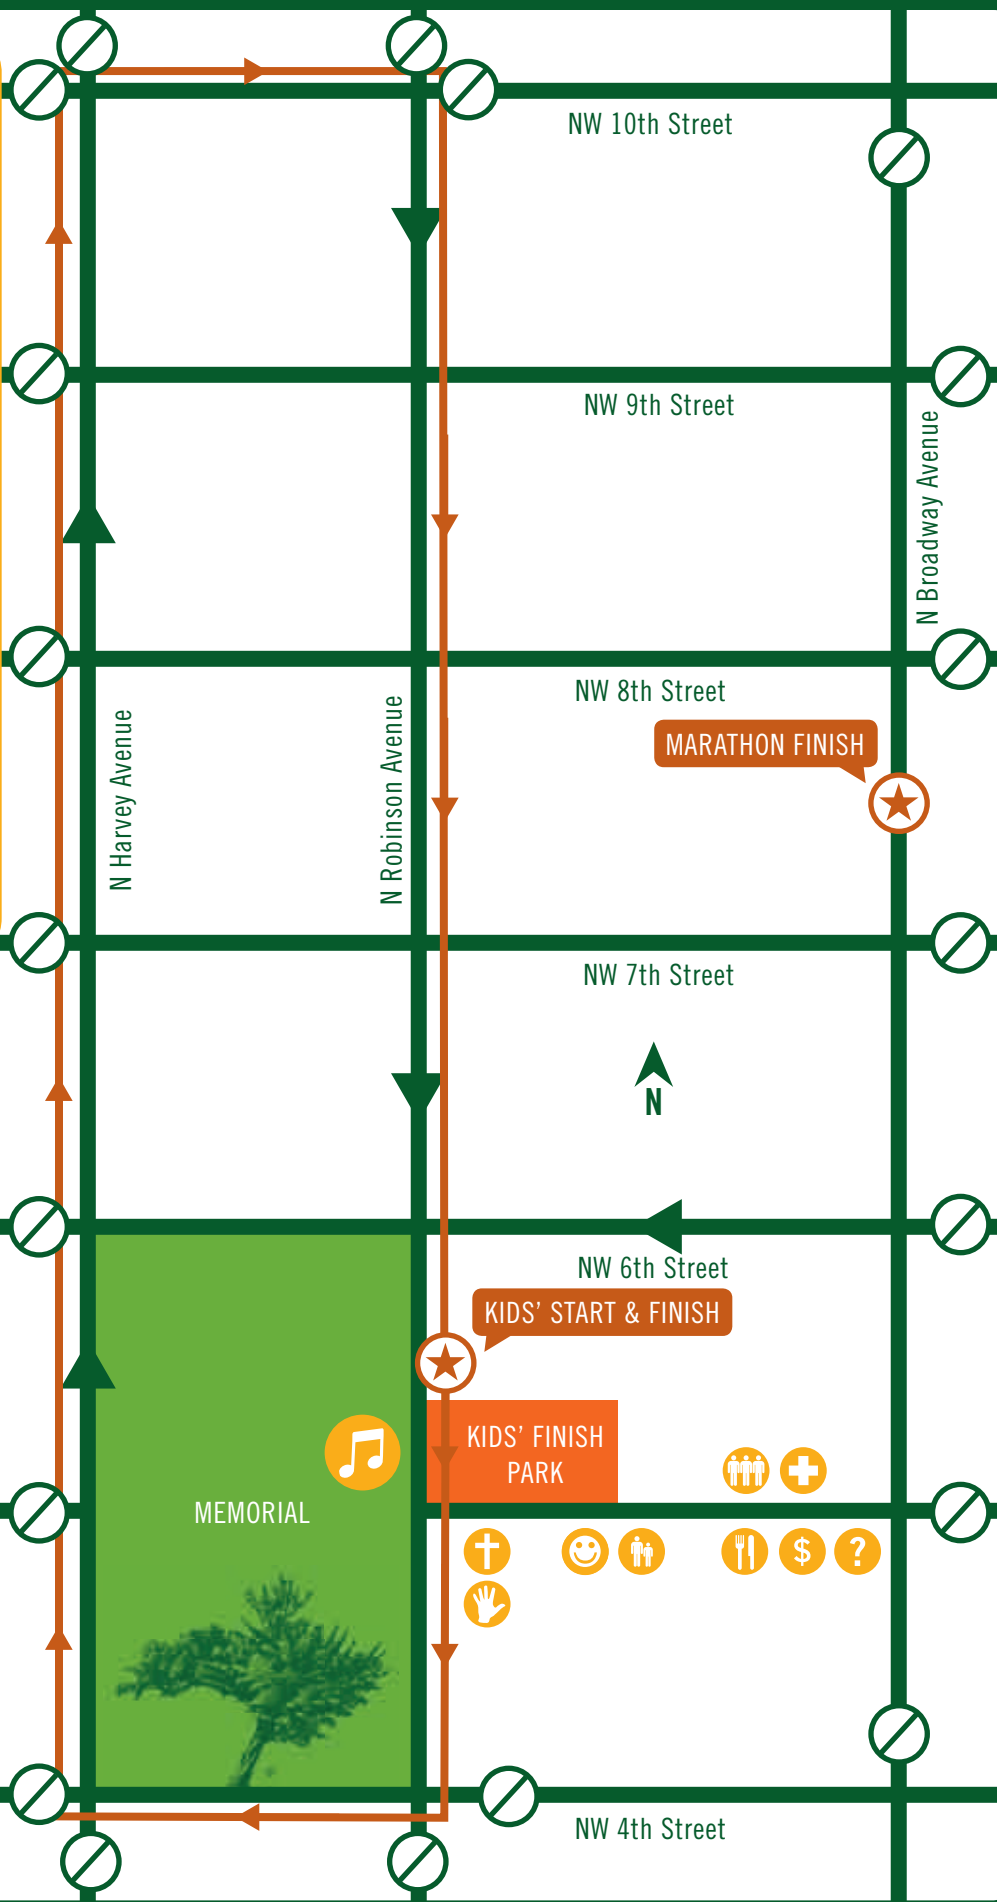 NW 10th Street
NW 9th Street
N Broadway Avenue
NW 8th Street
N Harvey Avenue
N Robinson Avenue
MARATHON FINISH
NW 7th Street
N
NW 6th Street
KIDS’ START & FINISH
KIDS’ FINISH
PARK
MEMORIAL
$
?
NW 4th Street